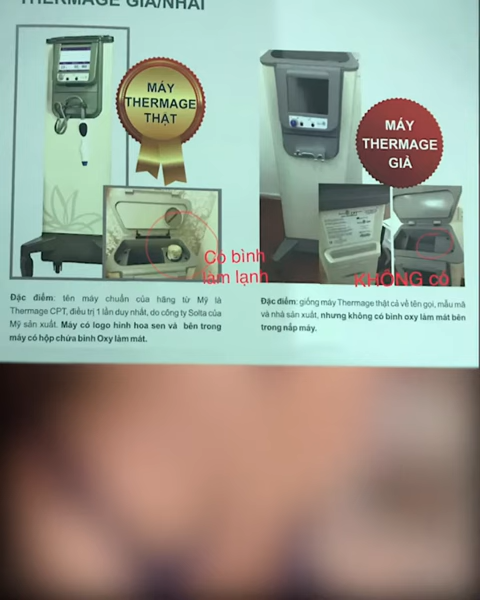 THERMAGE GIẢ/NHÁI
MÁY
THERMAGE
THẬT
MÁY
THERMAGE
GIẢ
Có bình
làm lạnh
KHÔNG có
Đặc điểm: tên máy chuẩn của hãng từ Mỹ là
Thermage CPT, điều trị 1 lần duy nhất, do công ty Solta của
Mỹ sản xuất. Máy có logo hình hoa sen và bên trong
máy có hộp chứa bình Oxy làm mát.
Đặc điểm: giống máy Thermage thật cả về tên gọi, mẫu mã
và nhà sản xuất, nhưng không có bình oxy làm mát bên
trong nắp máy.